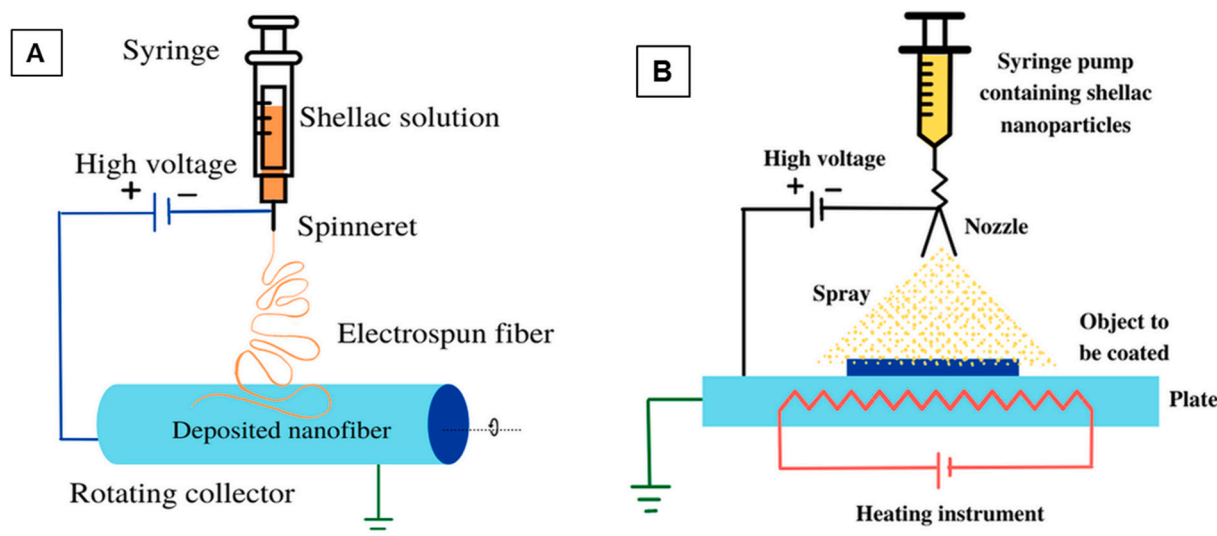 A
Syringe
Shellac solution
High voltage
+ −
Spinneret
Electrospun fiber
Deposited nanofiber
Rotating collector
B
Syringe pump
containing shellac
nanoparticles
High voltage
+ −
Nozzle
Spray
Object to
be coated
Plate
Heating instrument